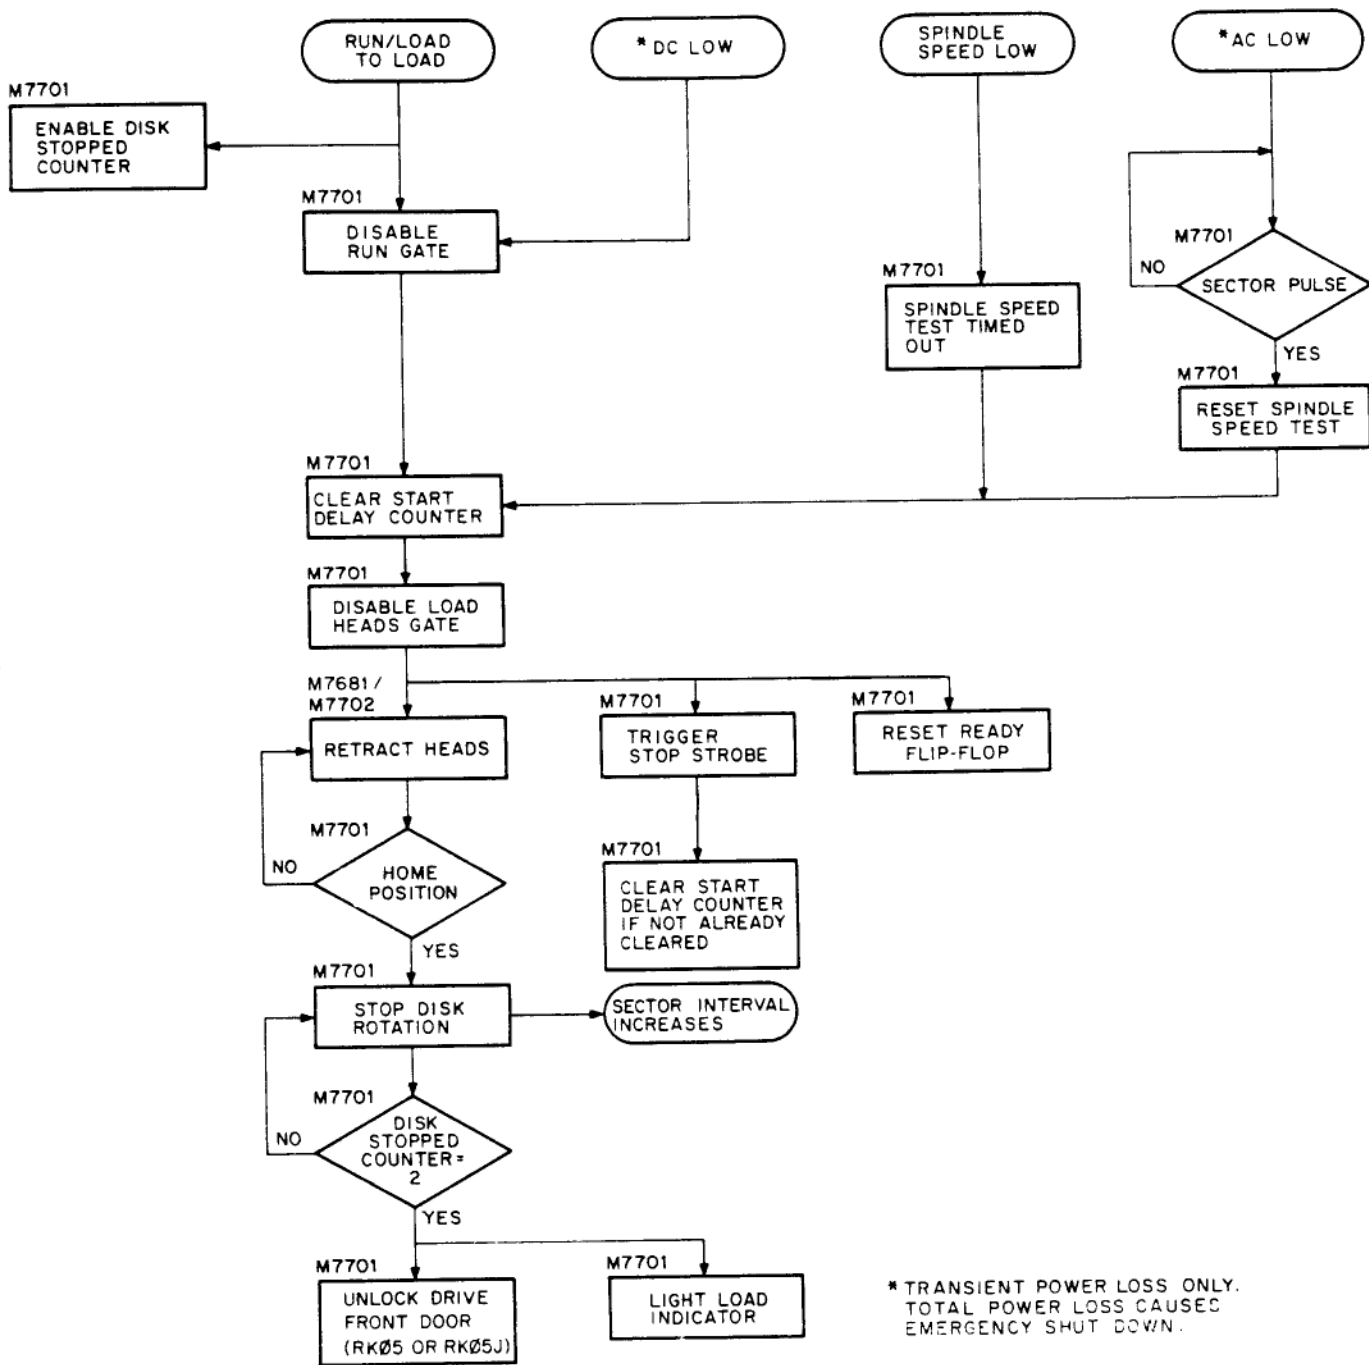 RUN/LOAD
TO LOAD
* DC LOW
SPINDLE
SPEED LOW
* AC LOW
M7701
ENABLE DISK
STOPPED
COUNTER
M7701
DISABLE
RUN GATE
M7701
SPINDLE SPEED
TEST TIMED
OUT
M7701
SECTOR PULSE
NO
YES
M7701
RESET SPINDLE
SPEED TEST
M7701
CLEAR START
DELAY COUNTER
M7701
DISABLE LOAD
HEADS GATE
M7681/
M7702
RETRACT HEADS
M7701
TRIGGER
STOP STROBE
M7701
RESET READY
FLIP-FLOP
M7701
HOME
POSITION
NO
YES
M7701
CLEAR START
DELAY COUNTER
IF NOT ALREADY
CLEARED
M7701
STOP DISK
ROTATION
SECTOR INTERVAL
INCREASES
M7701
DISK
STOPPED
COUNTER=
2
NO
YES
M7701
UNLOCK DRIVE
FRONT DOOR
(RKØ5 OR RKØ5J)
M7701
LIGHT LOAD
INDICATOR
* TRANSIENT POWER LOSS ONLY.
TOTAL POWER LOSS CAUSES
EMERGENCY SHUT DOWN.